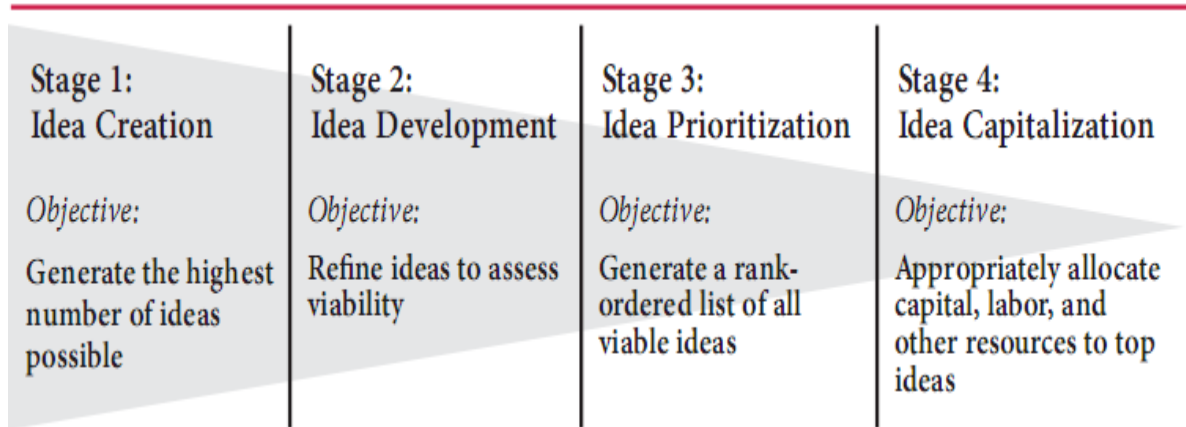 Stage 1:
Idea Creation
Objective:
Generate the highest
number of ideas
possible
Stage 2:
Idea Development
Objective:
Refine ideas to assess
viability
Stage 3:
Idea Prioritization
Objective:
Generate a rank-
ordered list of all
viable ideas
Stage 4:
Idea Capitalization
Objective:
Appropriately allocate
capital, labor, and
other resources to top
ideas